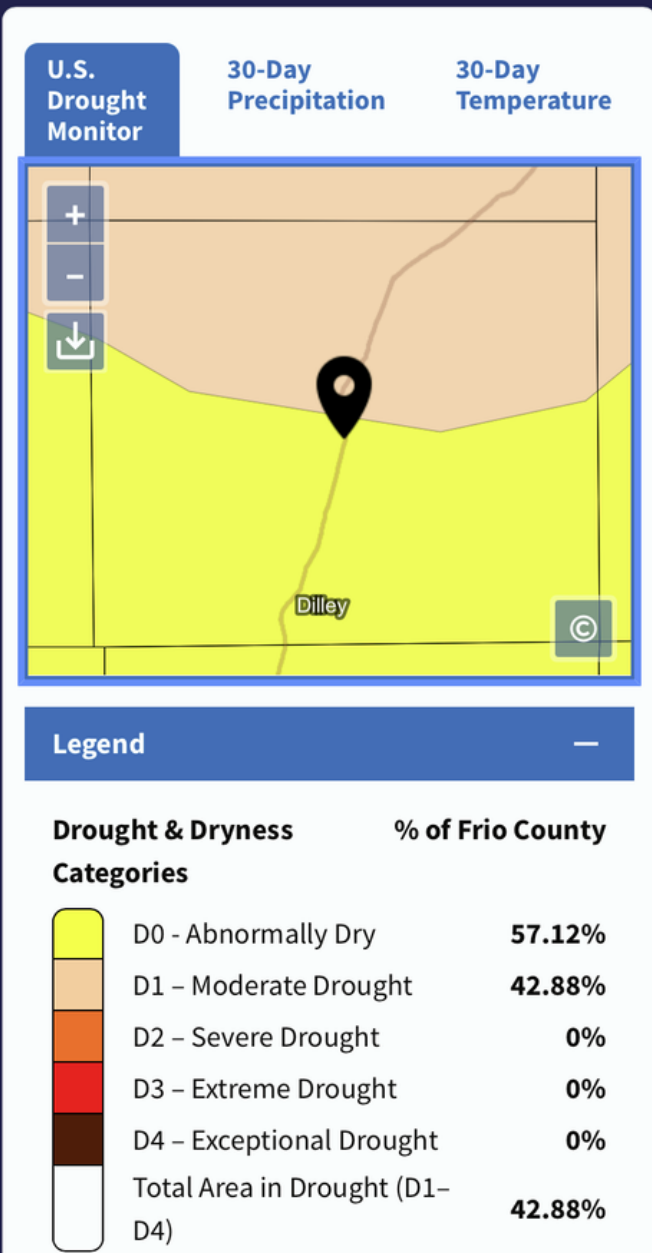 U.S.
Drought
Monitor
30-Day
Precipitation
30-Day
Temperature
+
–
Dilley
©
Legend
—
Drought & Dryness
Categories
% of Frio County
D0 - Abnormally Dry 57.12%
D1 – Moderate Drought 42.88%
D2 – Severe Drought 0%
D3 – Extreme Drought 0%
D4 – Exceptional Drought 0%
Total Area in Drought (D1–
D4) 42.88%